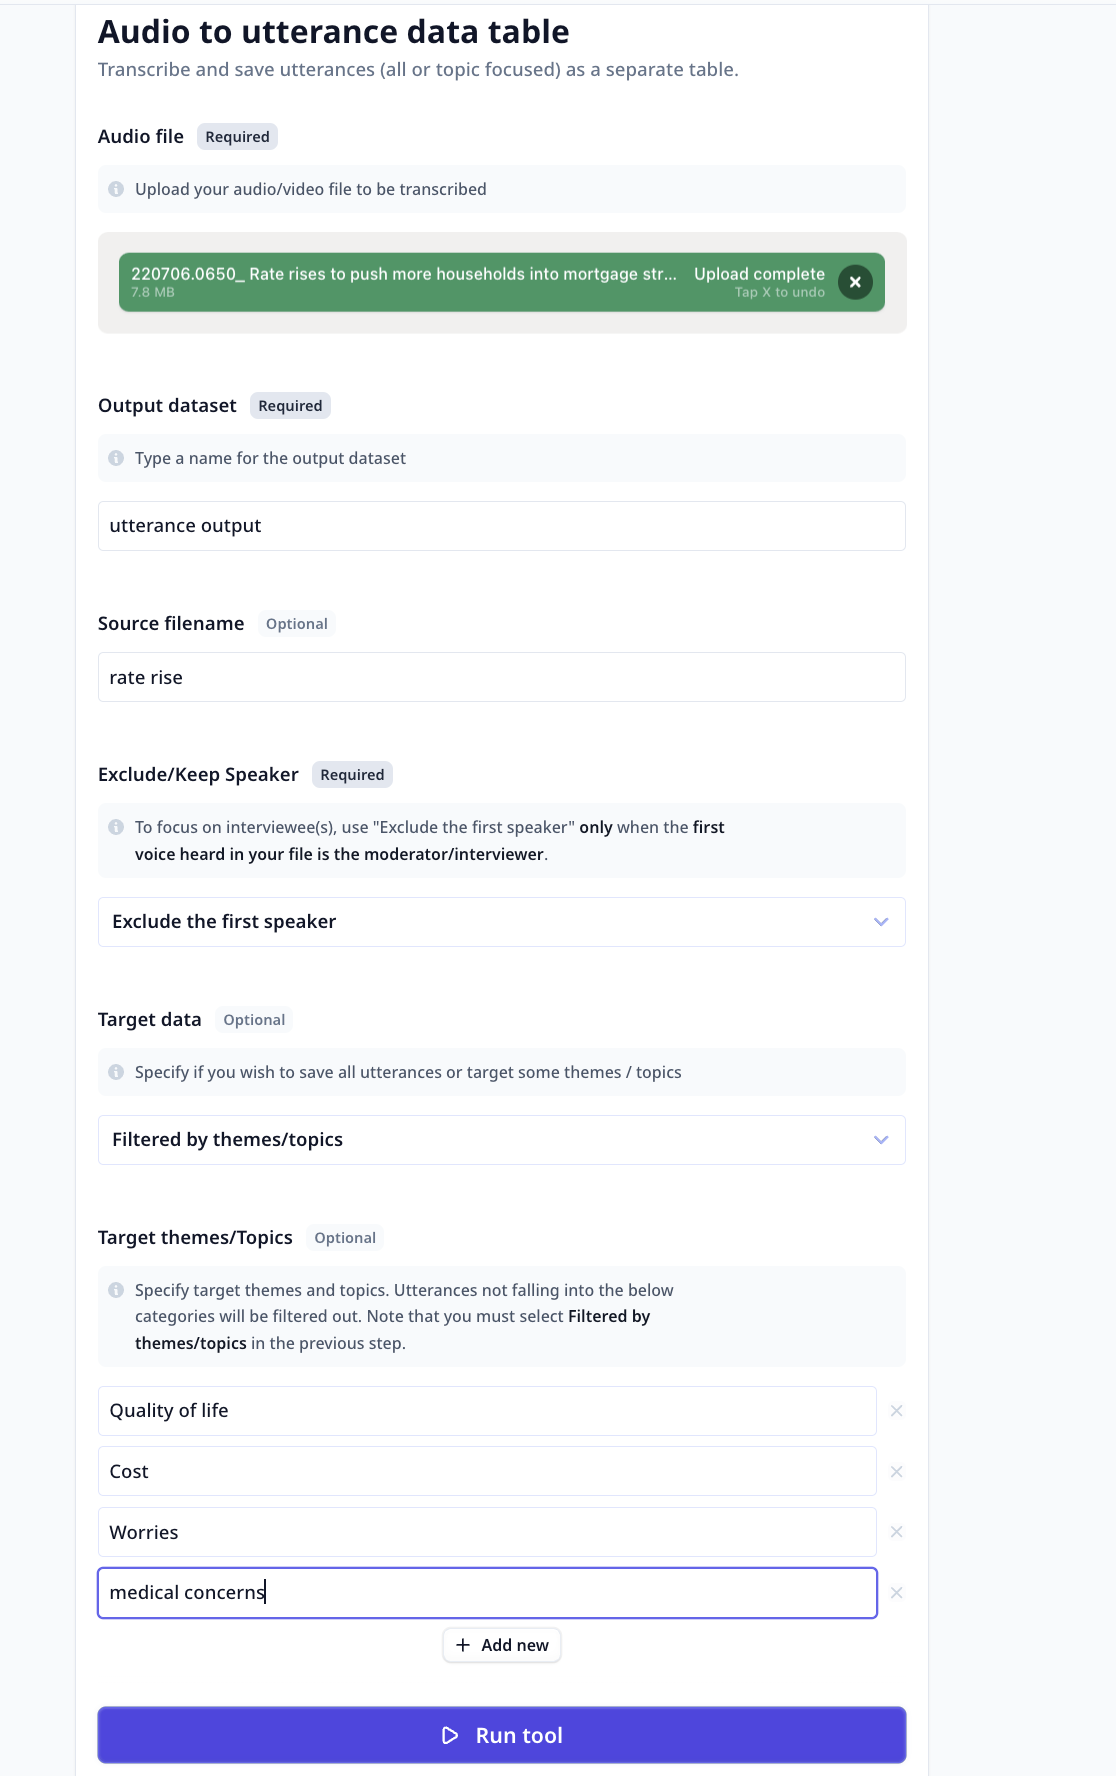 Audio to utterance data table
Transcribe and save utterances (all or topic focused) as a separate table.
Audio file Required
Upload your audio/video file to be transcribed
220706.0650_ Rate rises to push more households into mortgage str... Upload complete
7.8 MB Tap X to undo
Output dataset Required
Type a name for the output dataset
utterance output
Source filename Optional
rate rise
Exclude/Keep Speaker Required
To focus on interviewee(s), use "Exclude the first speaker" only when the first
voice heard in your file is the moderator/interviewer.
Exclude the first speaker
Target data Optional
Specify if you wish to save all utterances or target some themes / topics
Filtered by themes/topics
Target themes/Topics Optional
Specify target themes and topics. Utterances not falling into the below
categories will be filtered out. Note that you must select Filtered by
themes/topics in the previous step.
Quality of life
Cost
Worries
medical concerns
+ Add new
Run tool